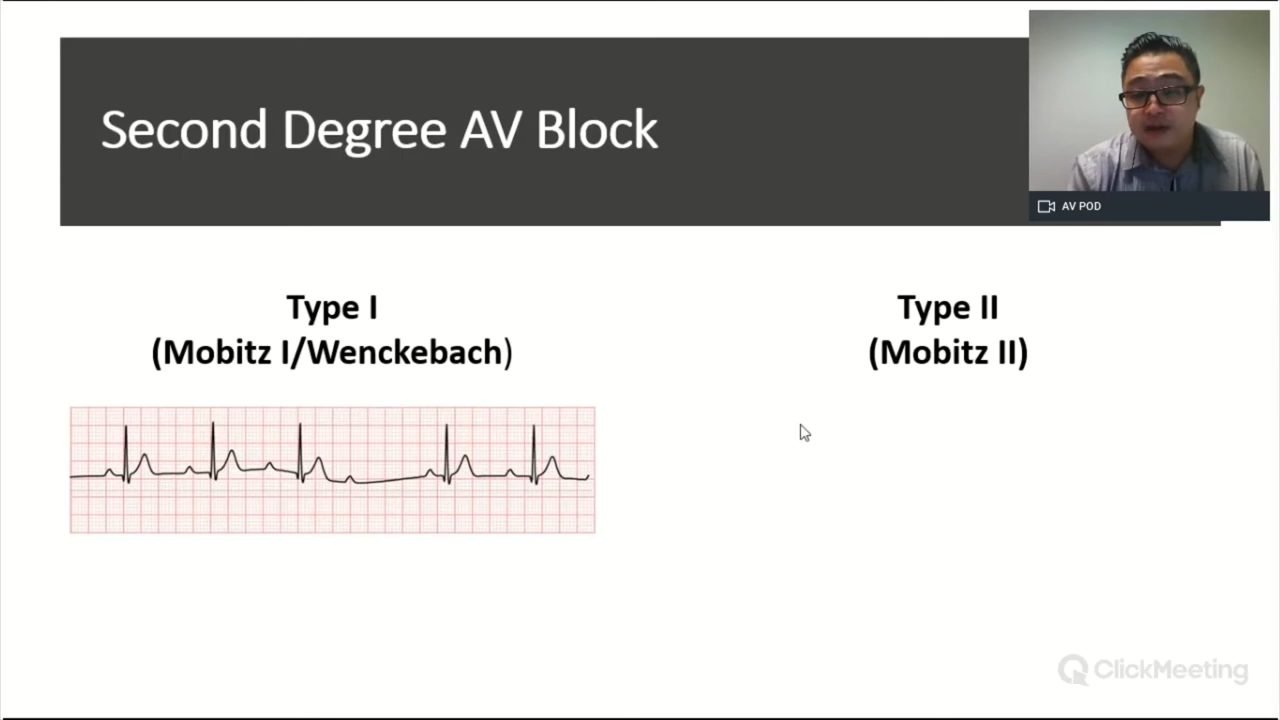 Second Degree AV Block
AV POD
Type I
(Mobitz I/Wenckebach)
Type II
(Mobitz II)
ClickMeeting